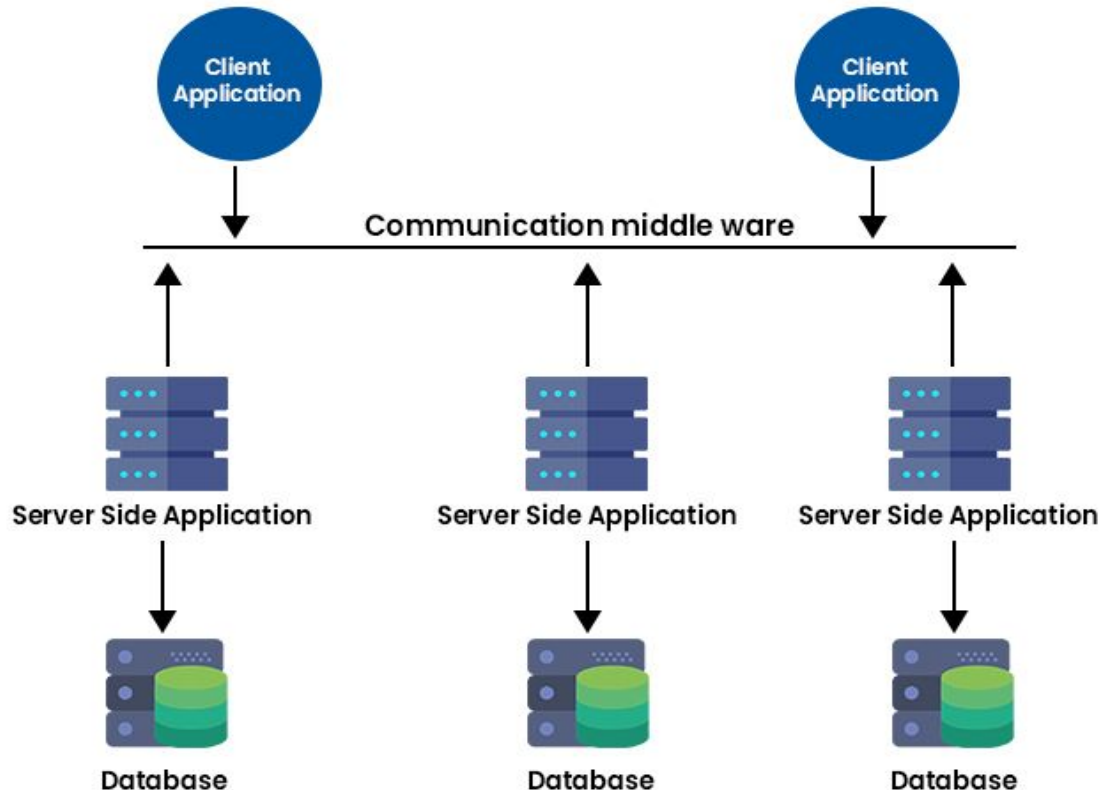 Client
Application
Client
Application
Communication middle ware
Server Side Application
Server Side Application
Server Side Application
Database
Database
Database